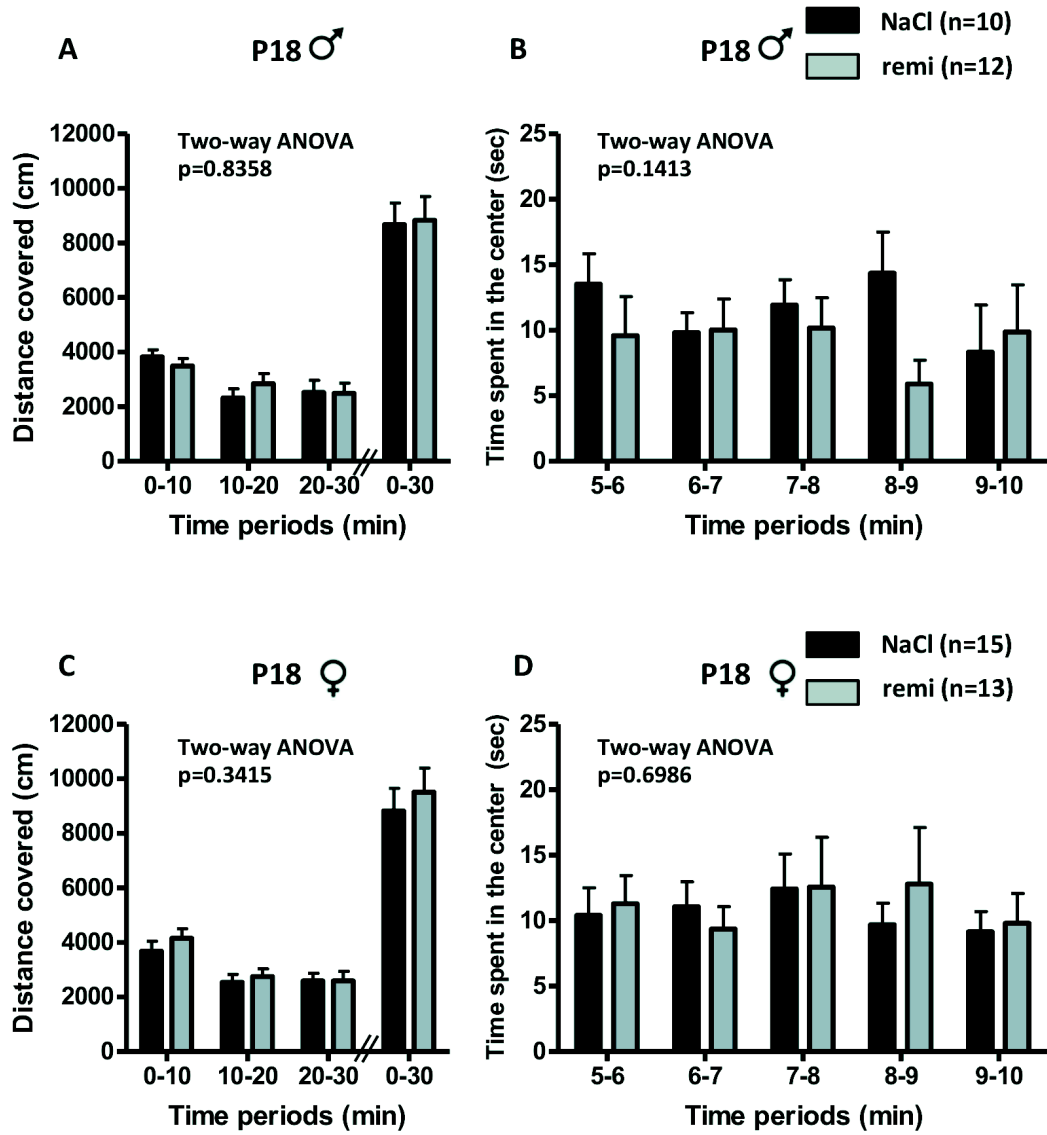 A
P18 ♂
B
P18 ♂
NaCl (n=10)
remi (n=12)
Distance covered (cm)
12000
10000
8000
6000
4000
2000
0
Two-way ANOVA
p=0.8358
0-10 10-20 20-30 0-30
Time periods (min)
Time spent in the center (sec)
25
20
15
10
5
0
Two-way ANOVA
p=0.1413
5-6 6-7 7-8 8-9 9-10
Time periods (min)
C
P18 ♀
D
P18 ♀
NaCl (n=15)
remi (n=13)
Distance covered (cm)
12000
10000
8000
6000
4000
2000
0
Two-way ANOVA
p=0.3415
0-10 10-20 20-30 0-30
Time periods (min)
Time spent in the center (sec)
25
20
15
10
5
0
Two-way ANOVA
p=0.6986
5-6 6-7 7-8 8-9 9-10
Time periods (min)